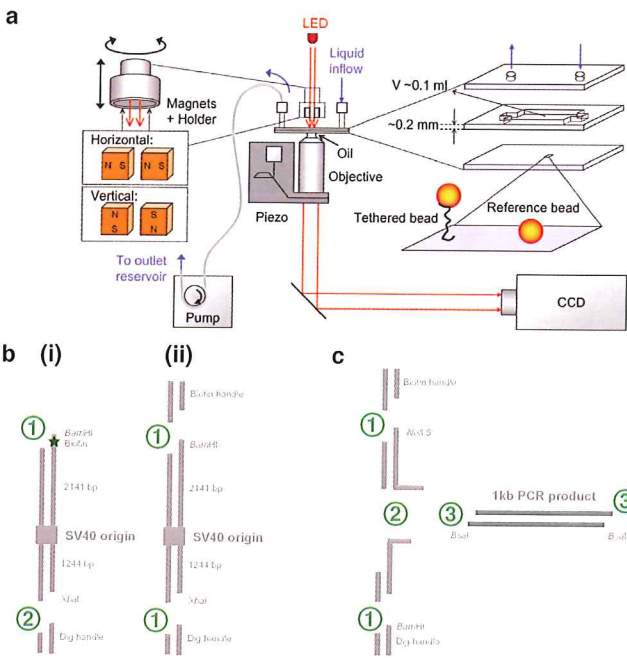 a
LED
Liquid
inflow
V ~0.1 ml
~0.2 mm
Magnets
+ Holder
Horizontal:
N S
N S
Vertical:
N
S
S
N
Oil
Objective
Piezo
Tethered bead
Reference bead
To outlet
reservoir
Pump
CCD
b
(i)
(ii)
c
Biotin handle
Biotin handle
1
BamHI
Biotin
1
BamHI
1
2141 bp
2141 bp
1kb PCR product
2
3
3
BsaI
BsaI
SV40 origin
SV40 origin
1244 bp
1244 bp
XbaI
XbaI
2
1
1
BamHI
Dig handle
Dig handle
Dig handle